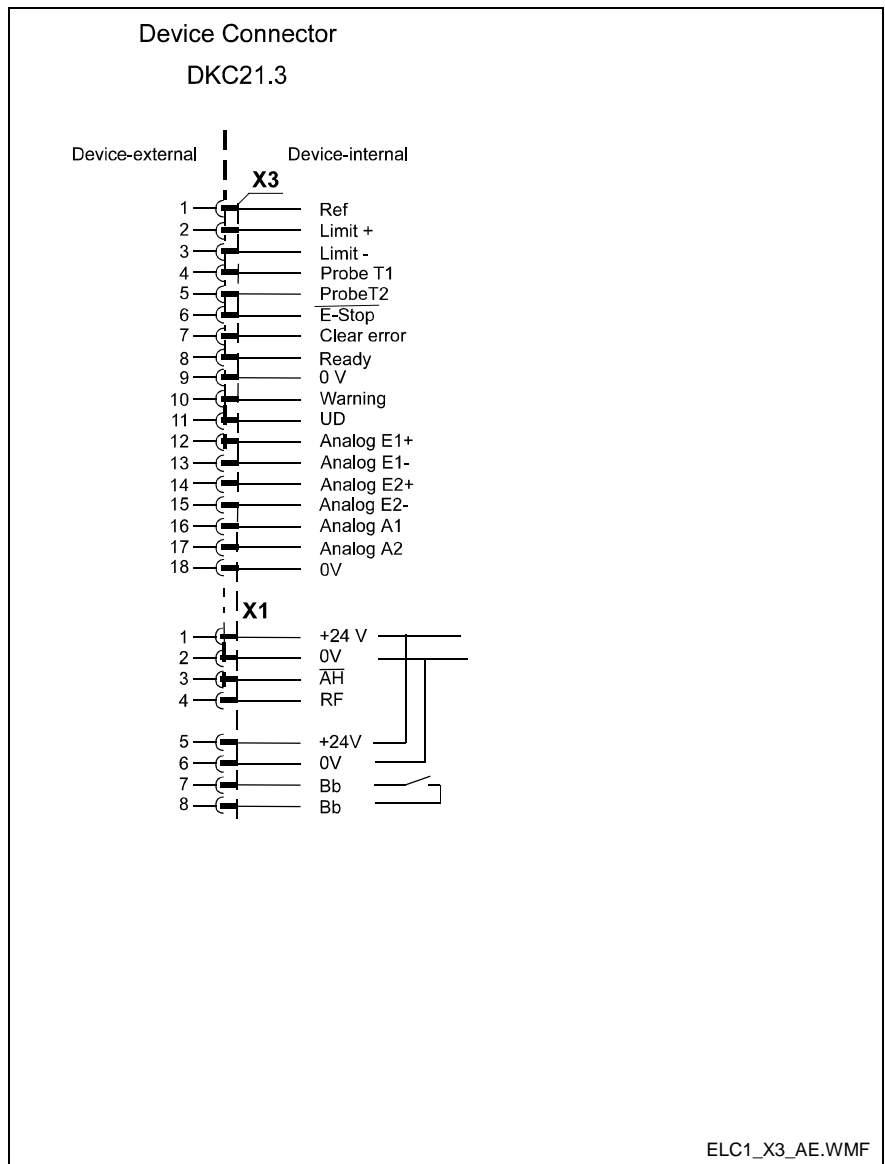 Device Connector
DKC21.3
Device-external Device-internal
X3
1 Ref
2 Limit +
3 Limit -
4 Probe T1
5 ProbeT2
6 E-Stop
7 Clear error
8 Ready
9 0 V
10 Warning
11 UD
12 Analog E1+
13 Analog E1-
14 Analog E2+
15 Analog E2-
16 Analog A1
17 Analog A2
18 0V
X1
1 +24 V
2 0V
3 AH
4 RF
5 +24V
6 0V
7 Bb
8 Bb
ELC1_X3_AE.WMF